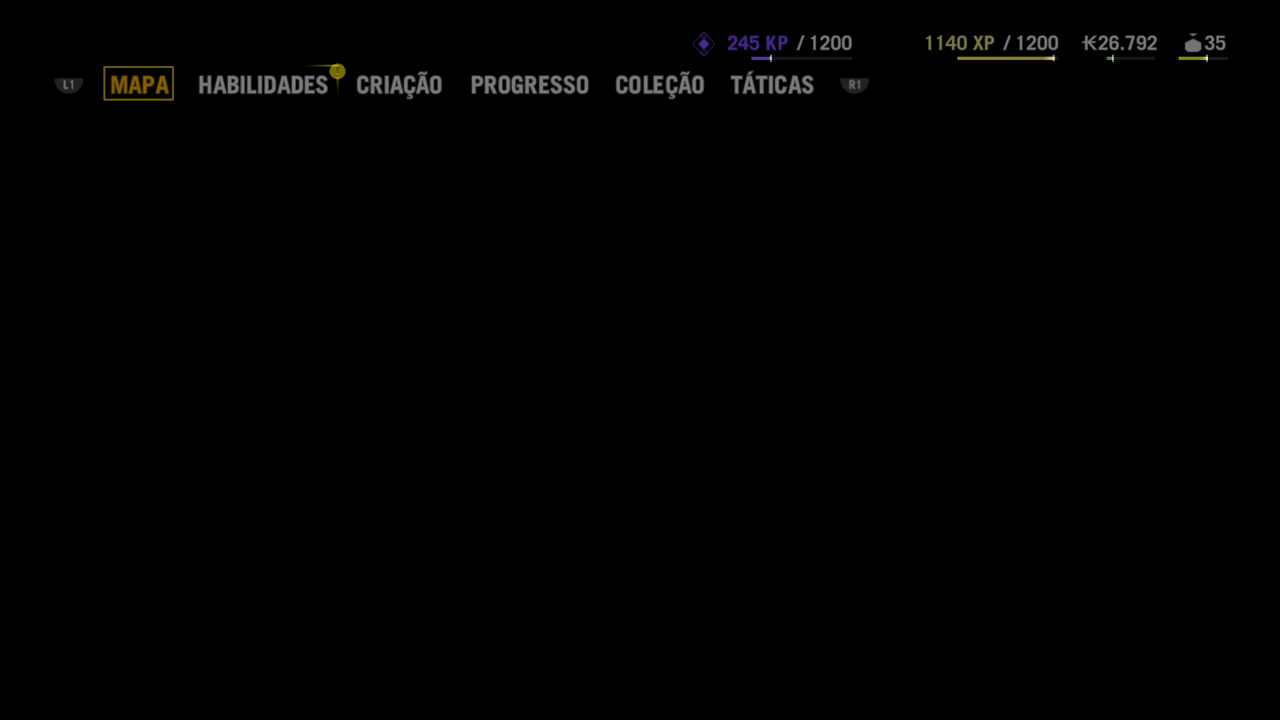 245 KP / 1200 1140 XP / 1200 ₭26.792 35
L1 MAPA HABILIDADES CRIAÇÃO PROGRESSO COLEÇÃO TÁTICAS R1